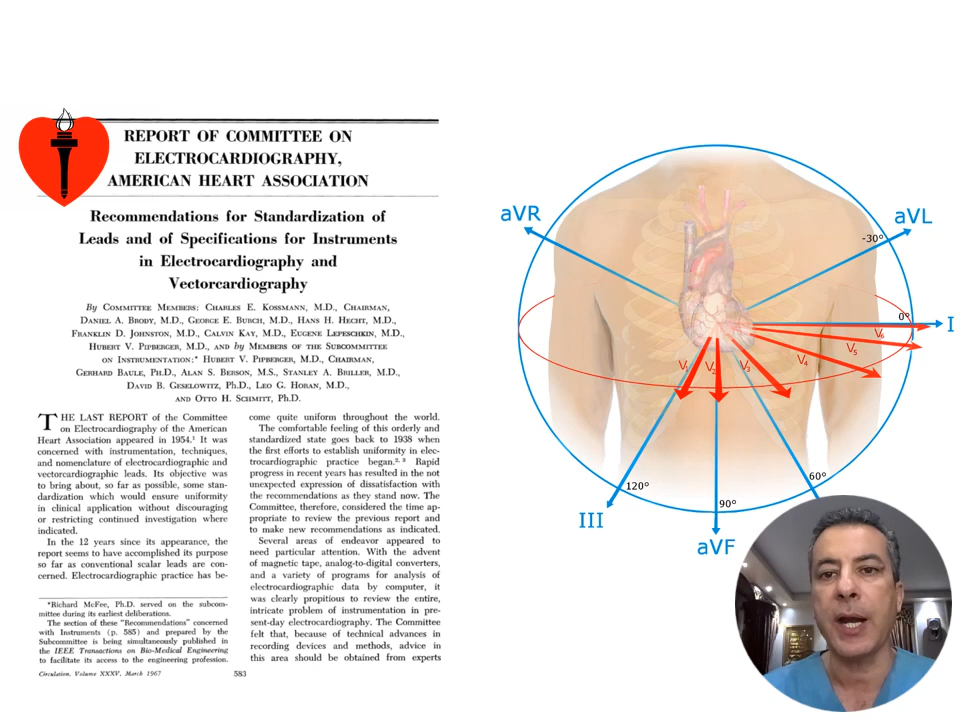 REPORT OF COMMITTEE ON
ELECTROCARDIOGRAPHY,
AMERICAN HEART ASSOCIATION
Recommendations for Standardization of
Leads and of Specifications for Instruments
in Electrocardiography and
Vectorcardiography
By Committee Members: Charles E. Kossmann, M.D., Chairman,
Daniel A. Brody, M.D., George E. Burch, M.D., Hans H. Hecht, M.D.,
Franklin D. Johnston, M.D., Calvin Kay, M.D., Eugene Lepeschkin, M.D.,
Hubert V. Pipberger, M.D., and by Members of the Subcommittee
on Instrumentation:* Hubert V. Pipberger, M.D., Chairman,
Gerhard Baule, Ph.D., Alan S. Berson, M.S., Stanley A. Briller, M.D.,
David B. Geselowitz, Ph.D., Leo G. Horan, M.D.,
and Otto H. Schmitt, Ph.D.
THE LAST REPORT of the Committee
on Electrocardiography of the American
Heart Association appeared in 1954.¹ It was
concerned with instrumentation, techniques,
and nomenclature of electrocardiographic and
vectorcardiographic leads. Its objective was
to bring about, so far as possible, some stan-
dardization which would ensure uniformity
in clinical application without discouraging
or restricting continued investigation where
indicated.
In the 12 years since its appearance, the
report seems to have accomplished its purpose
so far as conventional scalar leads are con-
cerned. Electrocardiographic practice has be-
*Richard McFee, Ph.D. served on the subcom-
mittee during its earliest deliberations.
The section of these "Recommendations" concerned
with Instruments (p. 585) and prepared by the
Subcommittee is being simultaneously published in
the IEEE Transactions on Bio-Medical Engineering
to facilitate its access to the engineering profession.
Circulation, Volume XXXV, March 1967
583
come quite uniform throughout the world.
The comfortable feeling of this orderly and
standardized state goes back to 1938 when
the first efforts to establish uniformity in elec-
trocardiographic practice began.², ³ Rapid
progress in recent years has resulted in the not
unexpected expression of dissatisfaction with
the recommendations as they stand now. The
Committee, therefore, considered the time ap-
propriate to review the previous report and
to make new recommendations as indicated.
Several areas of endeavor appeared to
need particular attention. With the advent
of magnetic tape, analog-to-digital converters,
and a variety of programs for analysis of
electrocardiographic data by computer, it
was clearly propitious to review the entire,
intricate problem of instrumentation in pre-
sent-day electrocardiography. The Committee
felt that, because of technical advances in
recording devices and methods, advice in
this area should be obtained from experts
aVR
aVL
-30°
0°
I
V₆
V₅
V₄
V₁
V₂
V₃
60°
120°
90°
III
aVF